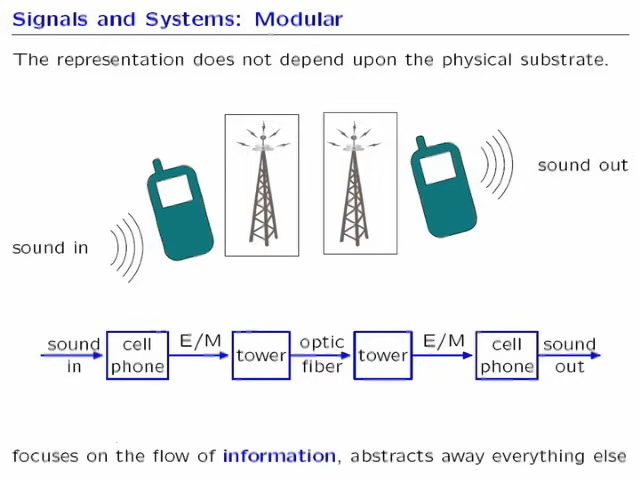 Signals and Systems: Modular
The representation does not depend upon the physical substrate.
sound out
sound in
sound in
cell phone
E/M
tower
optic fiber
tower
E/M
cell phone
sound out
focuses on the flow of information, abstracts away everything else